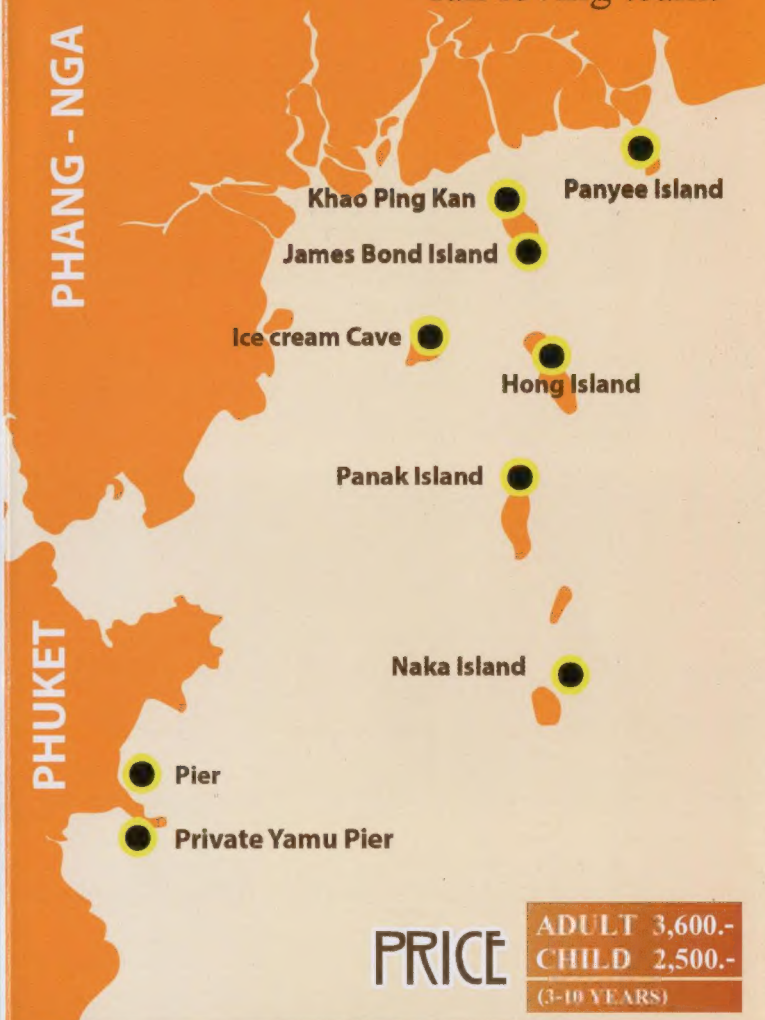 PHANG - NGA
Panyee Island
Khao Ping Kan
James Bond Island
Ice cream Cave
Hong Island
Panak Island
Naka Island
PHUKET
Pier
Private Yamu Pier
PRICE
ADULT 3,600.-
CHILD 2,500.-
(3-10 YEARS)